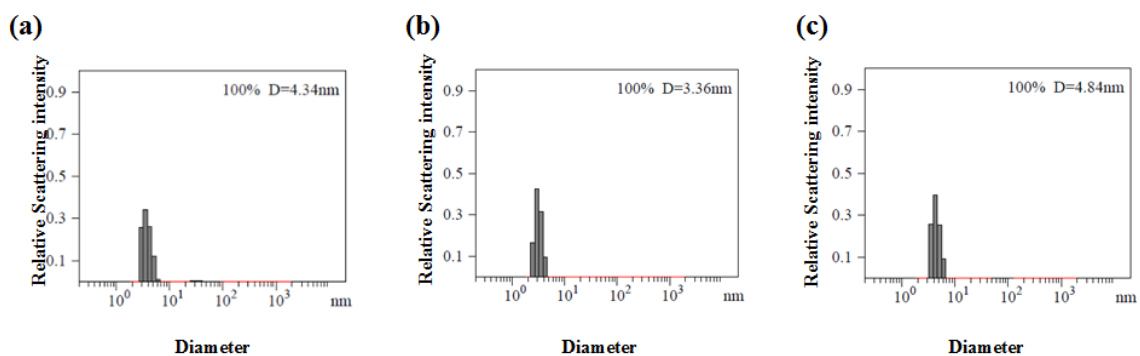 (a)
Relative Scattering intensity
0.9
0.7
0.5
0.3
0.1
100% D=4.34nm
10^0 10^1 10^2 10^3 nm
Diameter
(b)
Relative Scattering intensity
0.9
0.7
0.5
0.3
0.1
100% D=3.36nm
10^0 10^1 10^2 10^3 nm
Diameter
(c)
Relative Scattering intensity
0.9
0.7
0.5
0.3
0.1
100% D=4.84nm
10^0 10^1 10^2 10^3 nm
Diameter